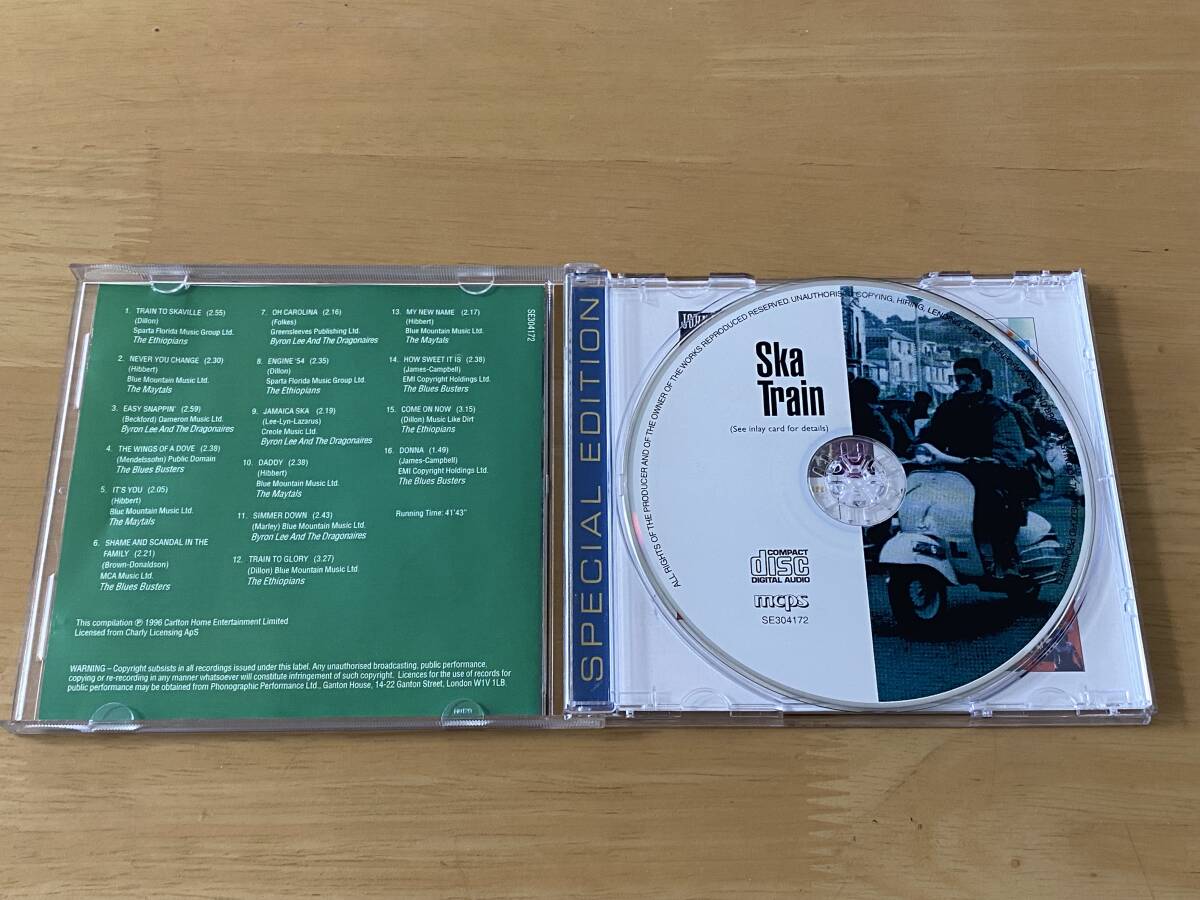 1. TRAIN TO SKAVILLE (2.55)
(Dillon)
Sparta Florida Music Group Ltd.
The Ethiopians
2. NEVER YOU CHANGE (2.30)
(Hibbert)
Blue Mountain Music Ltd.
The Maytals
3. EASY SNAPPIN' (2.59)
(Beckford) Dameron Music Ltd.
Byron Lee And The Dragonaires
4. THE WINGS OF A DOVE (2.38)
(Mendelssohn) Public Domain
The Blues Busters
5. IT'S YOU (2.05)
(Hibbert)
Blue Mountain Music Ltd.
The Maytals
6. SHAME AND SCANDAL IN THE
FAMILY (2.21)
(Brown-Donaldson)
MCA Music Ltd.
The Blues Busters
7. OH CAROLINA (2.16)
(Folkes)
Greensleeves Publishing Ltd.
Byron Lee And The Dragonaires
8. ENGINE '54 (2.35)
(Dillon)
Sparta Florida Music Group Ltd.
The Ethiopians
9. JAMAICA SKA (2.19)
(Lee-Lyn-Lazarus)
Creole Music Ltd.
Byron Lee And The Dragonaires
10. DADDY (2.38)
(Hibbert)
Blue Mountain Music Ltd.
The Maytals
11. SIMMER DOWN (2.43)
(Marley) Blue Mountain Music Ltd.
Byron Lee And The Dragonaires
12. TRAIN TO GLORY (3.27)
(Dillon) Blue Mountain Music Ltd.
The Ethiopians
13. MY NEW NAME (2.17)
(Hibbert)
Blue Mountain Music Ltd.
The Maytals
14. HOW SWEET IT IS (2.38)
(James-Campbell)
EMI Copyright Holdings Ltd.
The Blues Busters
15. COME ON NOW (3.15)
(Dillon) Music Like Dirt
The Ethiopians
16. DONNA (1.49)
(James-Campbell)
EMI Copyright Holdings Ltd.
The Blues Busters
Running Time: 41'43"
SE304172
This compilation ℗ 1996 Carlton Home Entertainment Limited
Licensed from Charly Licensing ApS
WARNING – Copyright subsists in all recordings issued under this label. Any unauthorised broadcasting, public performance,
copying or re-recording in any manner whatsoever will constitute infringement of such copyright. Licences for the use of records for
public performance may be obtained from Phonographic Performance Ltd., Ganton House, 14-22 Ganton Street, London W1V 1LB.
SPECIAL EDITION
Ska
Train
(See inlay card for details)
COMPACT
disc
DIGITAL AUDIO
mcps
SE304172
ALL RIGHTS OF THE PRODUCER AND OF THE OWNER OF THE WORKS REPRODUCED RESERVED. UNAUTHORISED COPYING, HIRING,